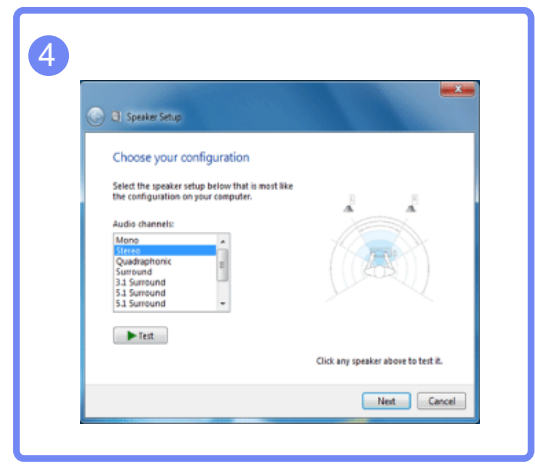 4
Speaker Setup
Choose your configuration
Select the speaker setup below that is most like
the configuration on your computer.
Audio channels:
Mono
Stereo
Quadraphonic
Surround
3.1 Surround
5.1 Surround
5.1 Surround
Test
Click any speaker above to test it.
Next
Cancel